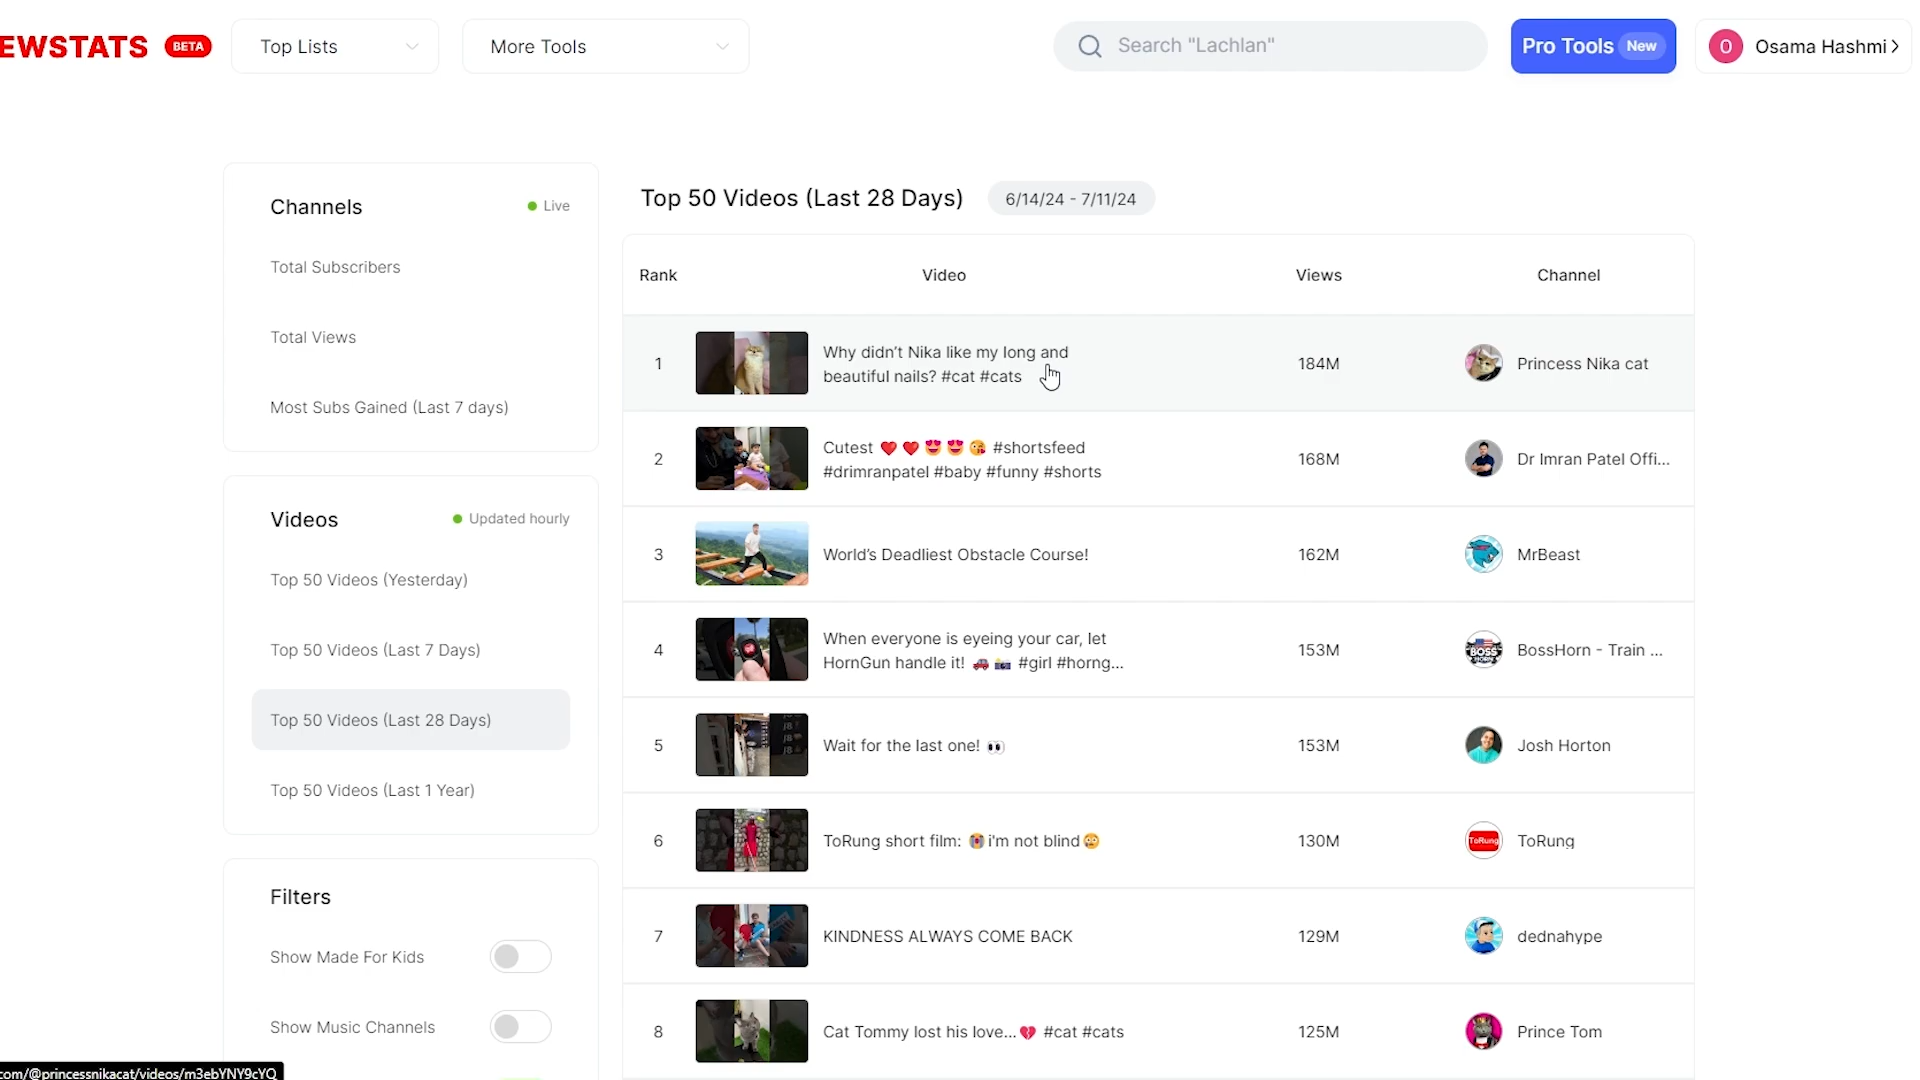 EWSTATS BETA
Top Lists
More Tools
Search "Lachlan"
Pro Tools New
O Osama Hashmi
Channels
Live
Total Subscribers
Total Views
Most Subs Gained (Last 7 days)
Videos
Updated hourly
Top 50 Videos (Yesterday)
Top 50 Videos (Last 7 Days)
Top 50 Videos (Last 28 Days)
Top 50 Videos (Last 1 Year)
Filters
Show Made For Kids
Show Music Channels
Top 50 Videos (Last 28 Days) 6/14/24 - 7/11/24
Rank Video Views Channel
1 Why didn’t Nika like my long and
beautiful nails? #cat #cats
184M Princess Nika cat
2 Cutest ❤️ ❤️ 😍 😍 😘 #shortsfeed
#drimranpatel #baby #funny #shorts
168M Dr Imran Patel Offi...
3 World’s Deadliest Obstacle Course! 162M MrBeast
4 When everyone is eyeing your car, let
HornGun handle it! 🚗 📸 #girl #horng...
153M BossHorn - Train ...
5 Wait for the last one! 👀 153M Josh Horton
6 ToRung short film: 😭i'm not blind😳 130M ToRung ToRung
7 KINDNESS ALWAYS COME BACK 129M dednahype
8 Cat Tommy lost his love...💔 #cat #cats 125M Prince Tom
com/@princessnikacat/videos/m3ebYNY9cYQ